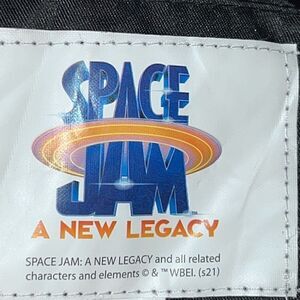 SPACE
JAM
A NEW LEGACY
SPACE JAM: A NEW LEGACY and all related
characters and elements © & ™ WBEI. (s21)